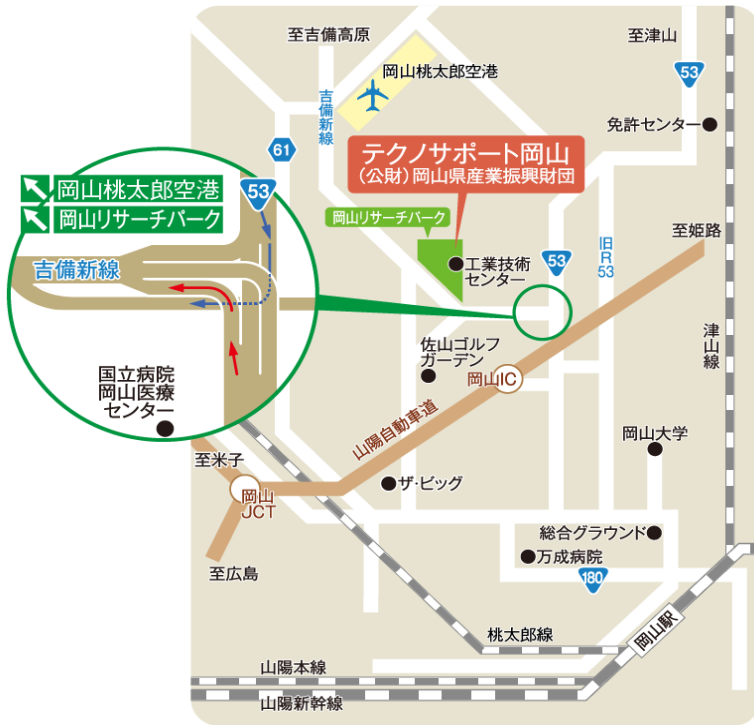 至吉備高原
至津山
岡山桃太郎空港
53
吉備新線
免許センター
61
テクノサポート岡山
(公財)岡山県産業振興財団
岡山桃太郎空港
岡山リサーチパーク
53
岡山リサーチパーク
至姫路
工業技術
センター
53
旧R53
吉備新線
津山線
佐山ゴルフ
ガーデン
岡山IC
国立病院
岡山医療
センター
山陽自動車道
岡山大学
至米子
ザ・ビッグ
岡山
JCT
総合グラウンド
万成病院
至広島
180
桃太郎線
岡山駅
山陽本線
山陽新幹線